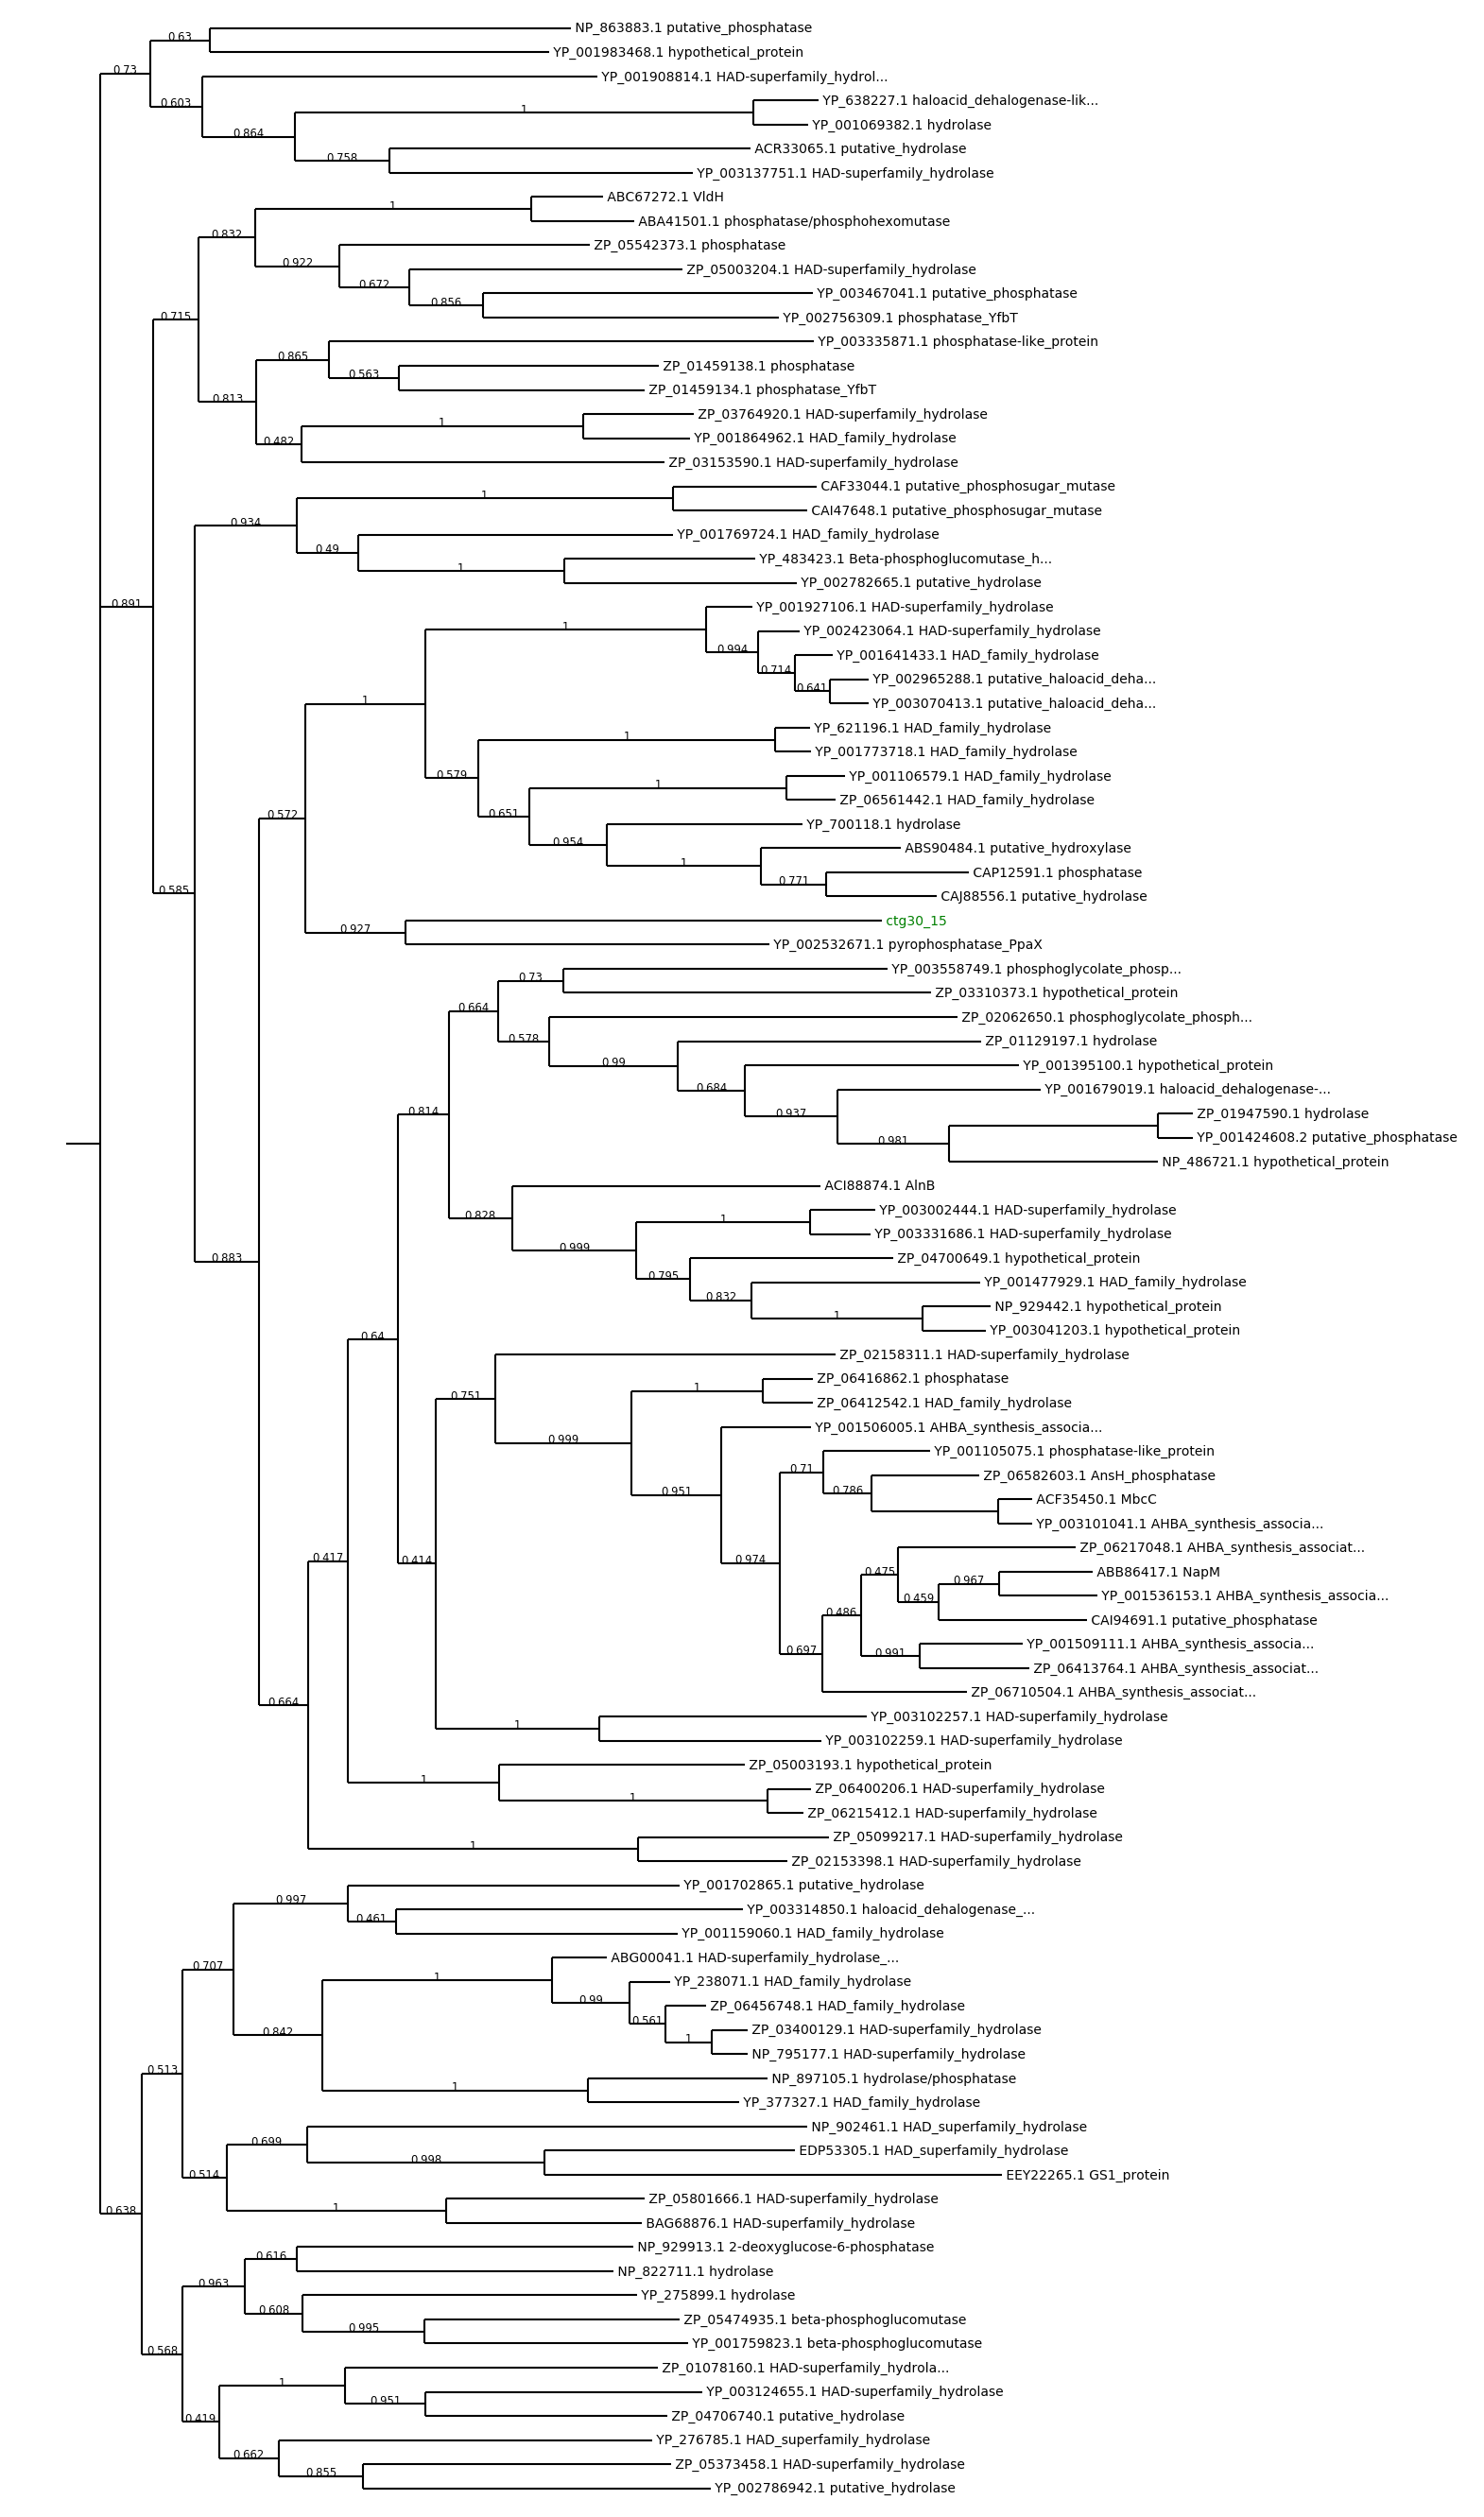 NP_863883.1 putative_phosphatase
0.63
YP_001983468.1 hypothetical_protein
0.73
YP_001908814.1 HAD-superfamily_hydrol...
0.603
YP_638227.1 haloacid_dehalogenase-lik...
1
YP_001069382.1 hydrolase
0.864
ACR33065.1 putative_hydrolase
0.758
YP_003137751.1 HAD-superfamily_hydrolase
ABC67272.1 VldH
1
ABA41501.1 phosphatase/phosphohexomutase
0.832
ZP_05542373.1 phosphatase
0.922
ZP_05003204.1 HAD-superfamily_hydrolase
0.672
YP_003467041.1 putative_phosphatase
0.856
YP_002756309.1 phosphatase_YfbT
0.715
YP_003335871.1 phosphatase-like_protein
0.865
ZP_01459138.1 phosphatase
0.563
ZP_01459134.1 phosphatase_YfbT
0.813
ZP_03764920.1 HAD-superfamily_hydrolase
1
YP_001864962.1 HAD_family_hydrolase
0.482
ZP_03153590.1 HAD-superfamily_hydrolase
CAF33044.1 putative_phosphosugar_mutase
1
CAI47648.1 putative_phosphosugar_mutase
0.934
YP_001769724.1 HAD_family_hydrolase
0.49
YP_483423.1 Beta-phosphoglucomutase_h...
1
YP_002782665.1 putative_hydrolase
0.891
YP_001927106.1 HAD-superfamily_hydrolase
1
YP_002423064.1 HAD-superfamily_hydrolase
0.994
YP_001641433.1 HAD_family_hydrolase
0.714
YP_002965288.1 putative_haloacid_deha...
0.641
YP_003070413.1 putative_haloacid_deha...
1
YP_621196.1 HAD_family_hydrolase
1
YP_001773718.1 HAD_family_hydrolase
0.579
YP_001106579.1 HAD_family_hydrolase
1
ZP_06561442.1 HAD_family_hydrolase
0.572
0.651
YP_700118.1 hydrolase
0.954
ABS90484.1 putative_hydroxylase
1
CAP12591.1 phosphatase
0.771
CAJ88556.1 putative_hydrolase
0.585
ctg30_15
0.927
YP_002532671.1 pyrophosphatase_PpaX
YP_003558749.1 phosphoglycolate_phosp...
0.73
ZP_03310373.1 hypothetical_protein
0.664
ZP_02062650.1 phosphoglycolate_phosph...
0.578
ZP_01129197.1 hydrolase
0.99
YP_001395100.1 hypothetical_protein
0.684
YP_001679019.1 haloacid_dehalogenase-...
0.814
0.937
ZP_01947590.1 hydrolase
YP_001424608.2 putative_phosphatase
0.981
NP_486721.1 hypothetical_protein
ACI88874.1 AlnB
YP_003002444.1 HAD-superfamily_hydrolase
0.828
1
YP_003331686.1 HAD-superfamily_hydrolase
0.999
0.883
ZP_04700649.1 hypothetical_protein
0.795
YP_001477929.1 HAD_family_hydrolase
0.832
NP_929442.1 hypothetical_protein
1
YP_003041203.1 hypothetical_protein
0.64
ZP_02158311.1 HAD-superfamily_hydrolase
ZP_06416862.1 phosphatase
1
0.751
ZP_06412542.1 HAD_family_hydrolase
YP_001506005.1 AHBA_synthesis_associa...
0.999
YP_001105075.1 phosphatase-like_protein
0.71
ZP_06582603.1 AnsH_phosphatase
0.951
0.786
ACF35450.1 MbcC
YP_003101041.1 AHBA_synthesis_associa...
ZP_06217048.1 AHBA_synthesis_associat...
0.417
0.414
0.974
0.475
ABB86417.1 NapM
0.967
YP_001536153.1 AHBA_synthesis_associa...
0.459
0.486
CAI94691.1 putative_phosphatase
YP_001509111.1 AHBA_synthesis_associa...
0.697
0.991
ZP_06413764.1 AHBA_synthesis_associat...
ZP_06710504.1 AHBA_synthesis_associat...
0.664
YP_003102257.1 HAD-superfamily_hydrolase
1
YP_003102259.1 HAD-superfamily_hydrolase
ZP_05003193.1 hypothetical_protein
1
ZP_06400206.1 HAD-superfamily_hydrolase
1
ZP_06215412.1 HAD-superfamily_hydrolase
ZP_05099217.1 HAD-superfamily_hydrolase
1
ZP_02153398.1 HAD-superfamily_hydrolase
YP_001702865.1 putative_hydrolase
0.997
YP_003314850.1 haloacid_dehalogenase_...
0.461
YP_001159060.1 HAD_family_hydrolase
ABG00041.1 HAD-superfamily_hydrolase_...
0.707
1
YP_238071.1 HAD_family_hydrolase
0.99
ZP_06456748.1 HAD_family_hydrolase
0.561
ZP_03400129.1 HAD-superfamily_hydrolase
0.842
1
NP_795177.1 HAD-superfamily_hydrolase
0.513
NP_897105.1 hydrolase/phosphatase
1
YP_377327.1 HAD_family_hydrolase
NP_902461.1 HAD_superfamily_hydrolase
0.699
EDP53305.1 HAD_superfamily_hydrolase
0.998
EEY22265.1 GS1_protein
0.514
ZP_05801666.1 HAD-superfamily_hydrolase
0.638
1
BAG68876.1 HAD-superfamily_hydrolase
NP_929913.1 2-deoxyglucose-6-phosphatase
0.616
NP_822711.1 hydrolase
0.963
YP_275899.1 hydrolase
0.608
ZP_05474935.1 beta-phosphoglucomutase
0.995
YP_001759823.1 beta-phosphoglucomutase
0.568
ZP_01078160.1 HAD-superfamily_hydrola...
1
YP_003124655.1 HAD-superfamily_hydrolase
0.951
ZP_04706740.1 putative_hydrolase
0.419
YP_276785.1 HAD_superfamily_hydrolase
0.662
ZP_05373458.1 HAD-superfamily_hydrolase
0.855
YP_002786942.1 putative_hydrolase